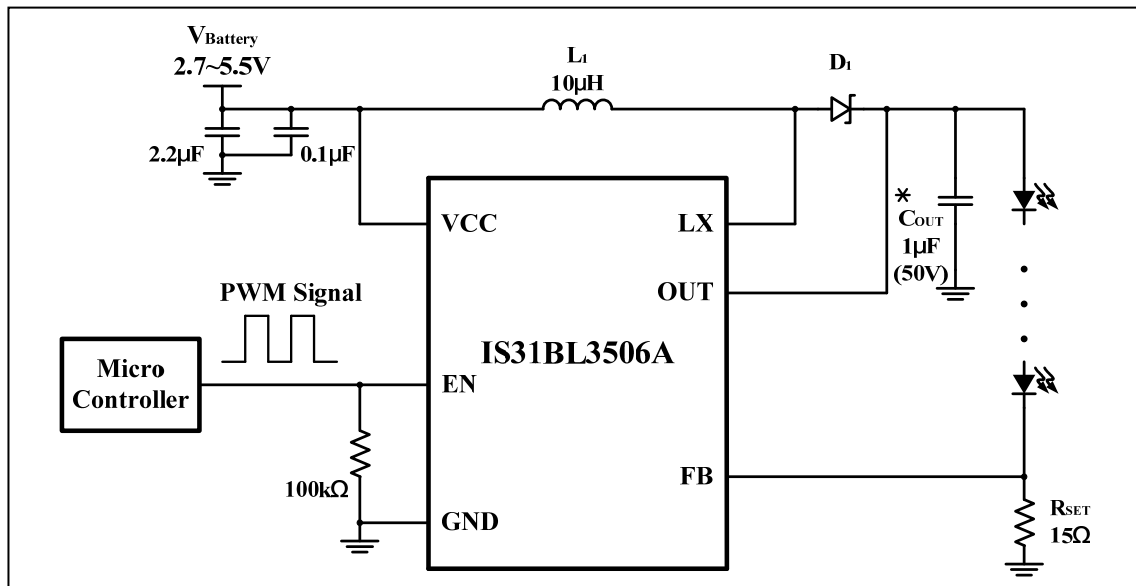 VBattery
2.7~5.5V
L1
10µH
D1
2.2µF
0.1µF
VCC
LX
*
COUT
1µF
(50V)
OUT
PWM Signal
IS31BL3506A
Micro
Controller
EN
FB
100kΩ
GND
RSET
15Ω